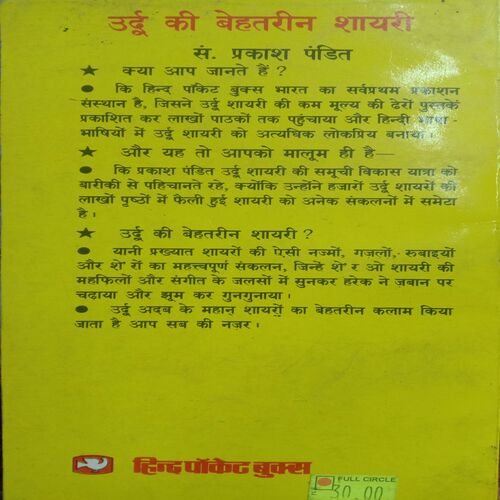 उर्दू की बेहतरीन शायरी
सं. प्रकाश पंडित
★ क्या आप जानते हैं ?
● कि हिन्द पॉकेट बुक्स भारत का सर्वप्रथम प्रकाशन
संस्थान है, जिसने उर्दू शायरी की कम मूल्य की ढेरों पुस्तकें
प्रकाशित कर लाखों पाठकों तक पहुंचाया और हिन्दी भाषा-
भाषियों में उर्दू शायरी को अत्यधिक लोकप्रिय बनाया।
★ और यह तो आपको मालूम ही है—
● कि प्रकाश पंडित उर्दू शायरी की समूची विकास यात्रा को
बारीकी से पहिचानते रहे, क्योंकि उन्होंने हजारों उर्दू शायरों की
लाखों पृष्ठों में फैली हुई शायरी को अनेक संकलनों में समेटा
है।
★ उर्दू की बेहतरीन शायरी ?
● यानी प्रख्यात शायरों की ऐसी नज्मों, गजलों, रुबाइयों
और शे'रों का महत्त्वपूर्ण संकलन, जिन्हे शे'र ओ शायरी की
महफिलों और संगीत के जलसों में सुनकर हरेक ने जबान पर
चढ़ाया और झूम कर गुनगुनाया।
● उर्दू अदब के महान् शायरों का बेहतरीन कलाम किया
जाता है आप सब की नज़र।
हिन्द पॉकेट बुक्स
FULL CIRCLE
30.00